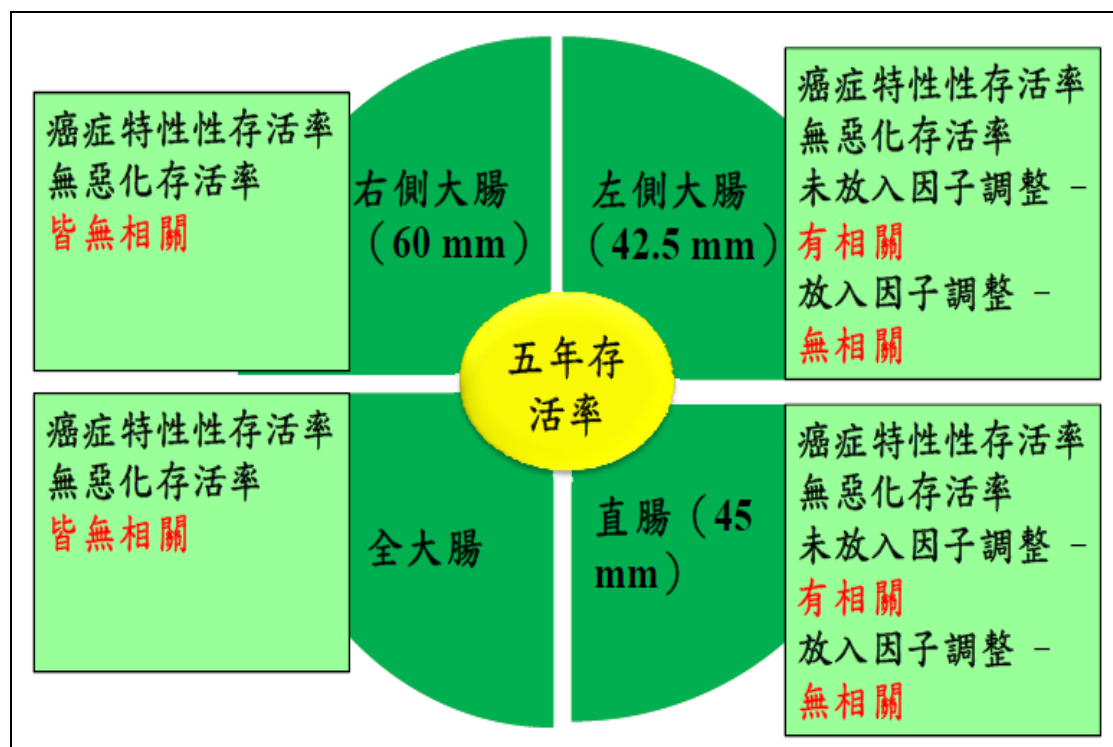 癌症特性性存活率
無惡化存活率
皆無相關
右側大腸
（60 mm）
左側大腸
（42.5 mm）
癌症特性性存活率
無惡化存活率
未放入因子調整 –
有相關
放入因子調整 –
無相關
五年存
活率
癌症特性性存活率
無惡化存活率
皆無相關
全大腸
直腸（45
mm）
癌症特性性存活率
無惡化存活率
未放入因子調整 –
有相關
放入因子調整 –
無相關